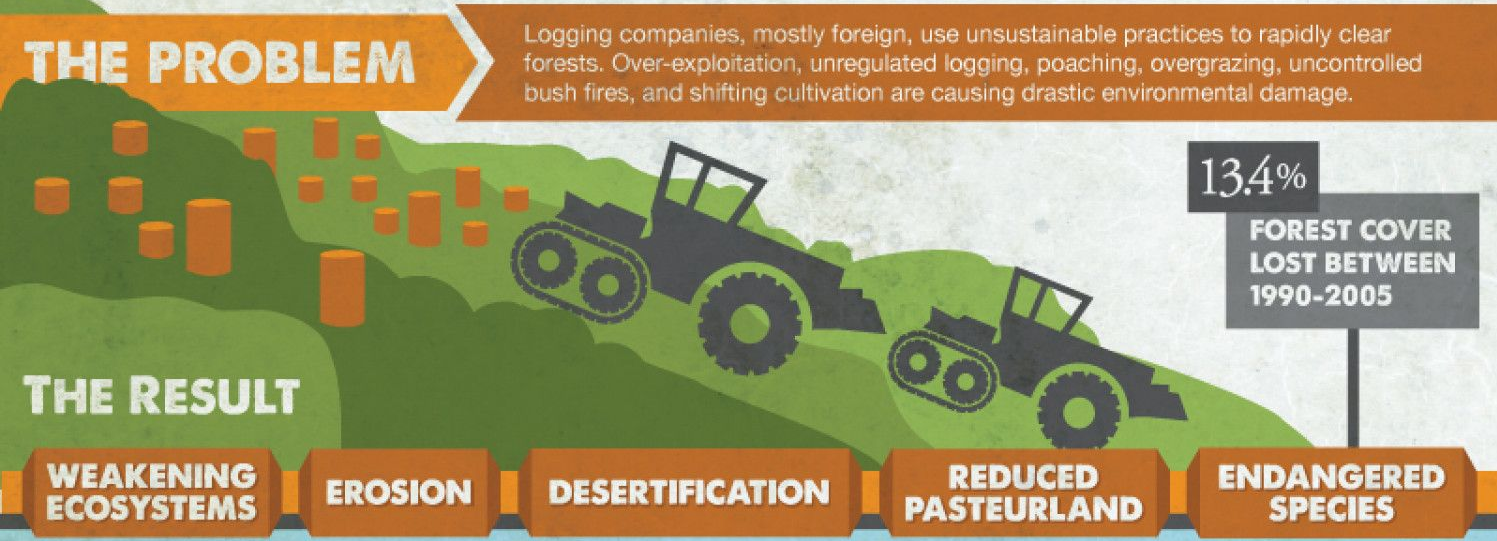 THE PROBLEM
Logging companies, mostly foreign, use unsustainable practices to rapidly clear
forests. Over-exploitation, unregulated logging, poaching, overgrazing, uncontrolled
bush fires, and shifting cultivation are causing drastic environmental damage.
13.4%
FOREST COVER
LOST BETWEEN
1990-2005
THE RESULT
WEAKENING
ECOSYSTEMS
EROSION
DESERTIFICATION
REDUCED
PASTEURLAND
ENDANGERED
SPECIES